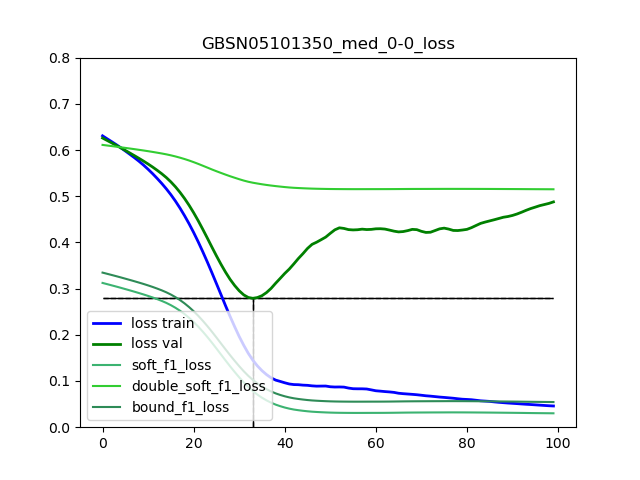 GBSN05101350_med_0-0_loss
0.8
0.7
0.6
0.5
0.4
0.3
0.2
0.1
0.0
loss train
loss val
soft_f1_loss
double_soft_f1_loss
bound_f1_loss
0 20 40 60 80 100